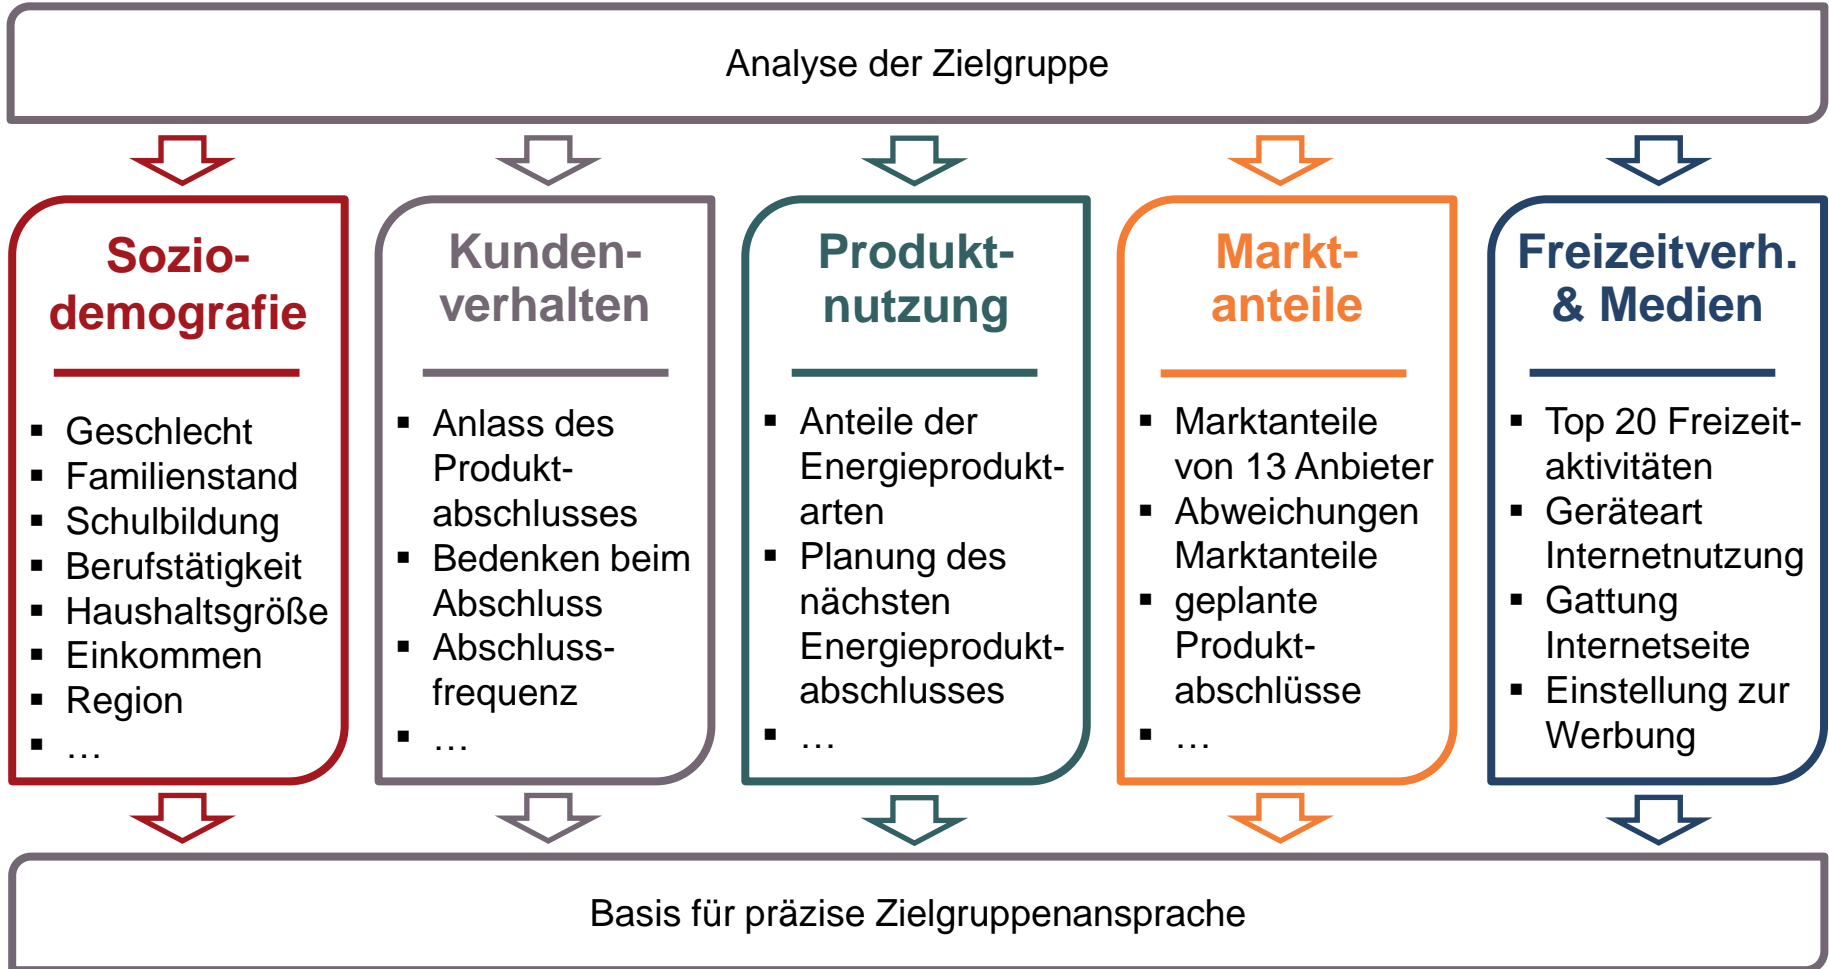 Analyse der Zielgruppe
Sozio-
demografie
▪ Geschlecht
▪ Familienstand
▪ Schulbildung
▪ Berufstätigkeit
▪ Haushaltsgröße
▪ Einkommen
▪ Region
▪ …
Kunden-
verhalten
▪ Anlass des
Produkt-
abschlusses
▪ Bedenken beim
Abschluss
▪ Abschluss-
frequenz
▪ …
Produkt-
nutzung
▪ Anteile der
Energieprodukt-
arten
▪ Planung des
nächsten
Energieprodukt-
abschlusses
▪ …
Markt-
anteile
▪ Marktanteile
von 13 Anbieter
▪ Abweichungen
Marktanteile
▪ geplante
Produkt-
abschlüsse
▪ …
Freizeitverh.
& Medien
▪ Top 20 Freizeit-
aktivitäten
▪ Geräteart
Internetnutzung
▪ Gattung
Internetseite
▪ Einstellung zur
Werbung
Basis für präzise Zielgruppenansprache